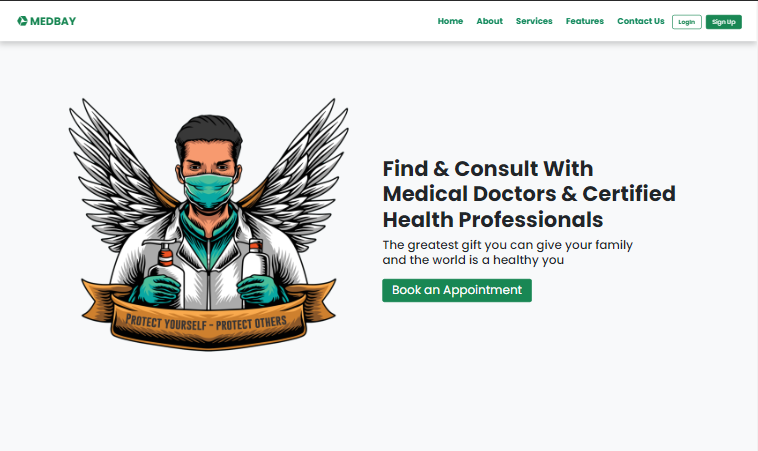 MEDBAY
Home About Services Features Contact Us Login Sign Up
Find & Consult With
Medical Doctors & Certified
Health Professionals
The greatest gift you can give your family
and the world is a healthy you
Book an Appointment
PROTECT YOURSELF - PROTECT OTHERS